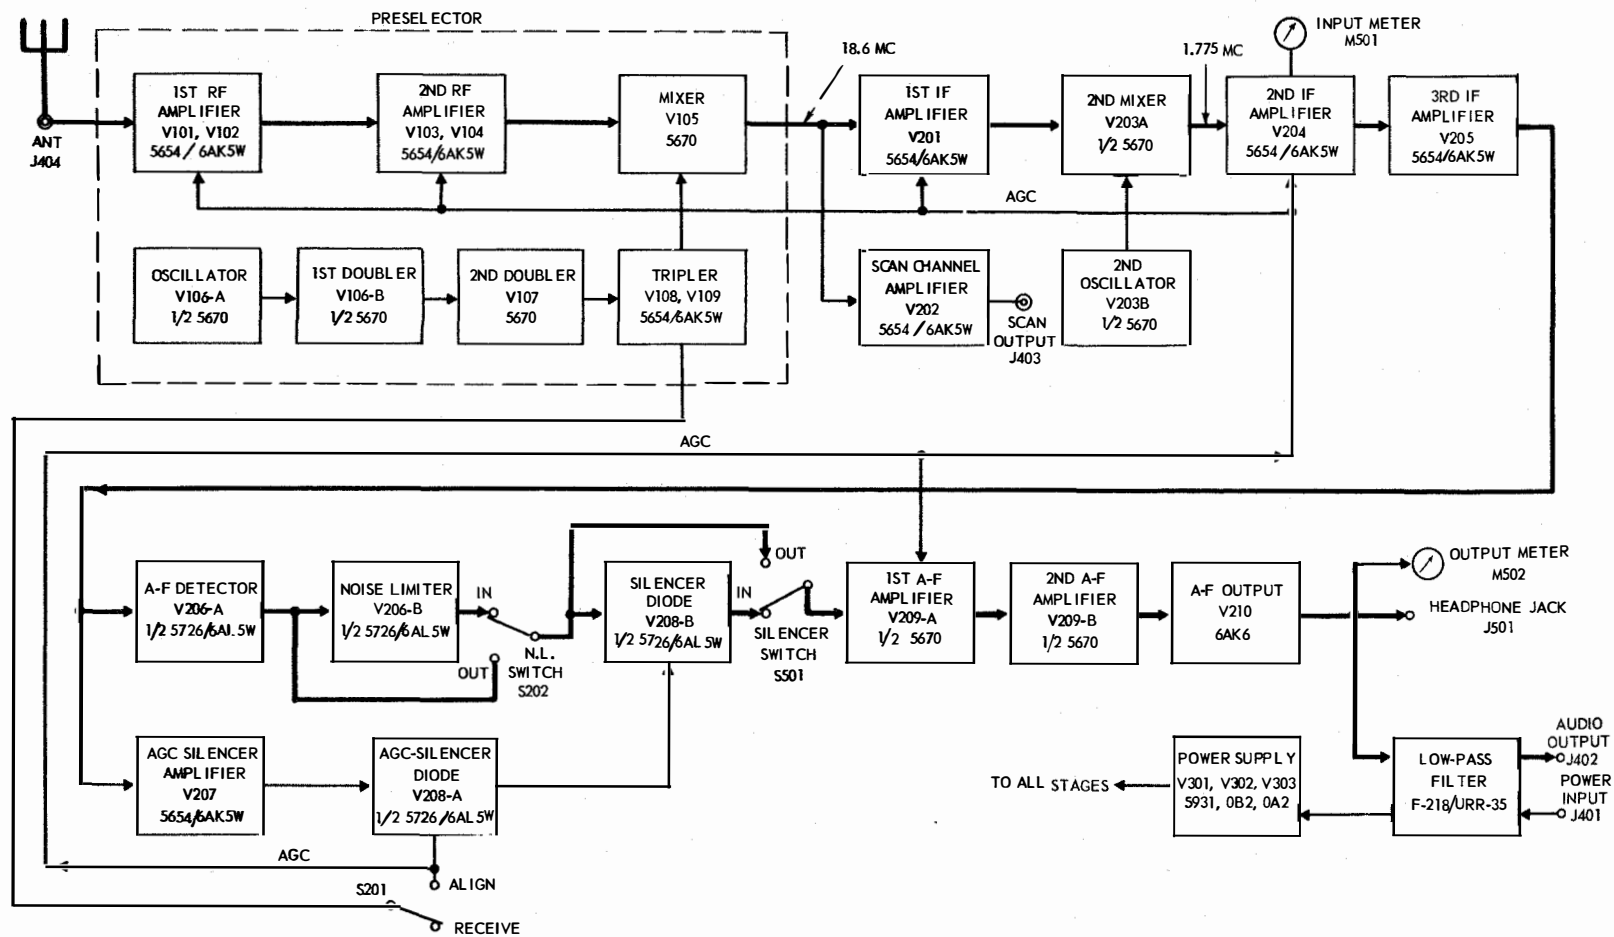 PRESELECTOR
INPUT METER
M501
18.6 MC
1.775 MC
ANT
J404
1ST RF
AMPLIFIER
V101, V102
5654 / 6AK5W
2ND RF
AMPLIFIER
V103, V104
5654/6AK5W
MIXER
V105
5670
1ST IF
AMPLIFIER
V201
5654/6AK5W
2ND MIXER
V203A
1/2 5670
2ND IF
AMPLIFIER
V204
5654 /6AK5W
3RD IF
AMPLIFIER
V205
5654/6AK5W
AGC
OSCILLATOR
V106-A
1/2 5670
1ST DOUBLER
V106-B
1/2 5670
2ND DOUBLER
V107
5670
TRIPLER
V108, V109
5654/6AK5W
SCAN CHANNEL
AMPLIFIER
V202
5654 / 6AK5W
SCAN
OUTPUT
J403
2ND
OSCILLATOR
V203B
1/2 5670
AGC
A-F DETECTOR
V206-A
1/2 5726/6AL5W
NOISE LIMITER
V206-B
1/2 5726/6AL5W
IN
OUT
N.L.
SWITCH
S202
SILENCER
DIODE
V208-B
1/2 5726/6AL5W
IN
OUT
SILENCER
SWITCH
S501
1ST A-F
AMPLIFIER
V209-A
1/2 5670
2ND A-F
AMPLIFIER
V209-B
1/2 5670
A-F OUTPUT
V210
6AK6
OUTPUT METER
M502
HEADPHONE JACK
J501
AGC SILENCER
AMPLIFIER
V207
5654/6AK5W
AGC-SILENCER
DIODE
V208-A
1/2 5726/6AL5W
TO ALL STAGES
POWER SUPPLY
V301, V302, V303
5931, 0B2, 0A2
LOW-PASS
FILTER
F-218/URR-35
AUDIO
OUTPUT
J402
POWER
INPUT
J401
AGC
S201
ALIGN
RECEIVE